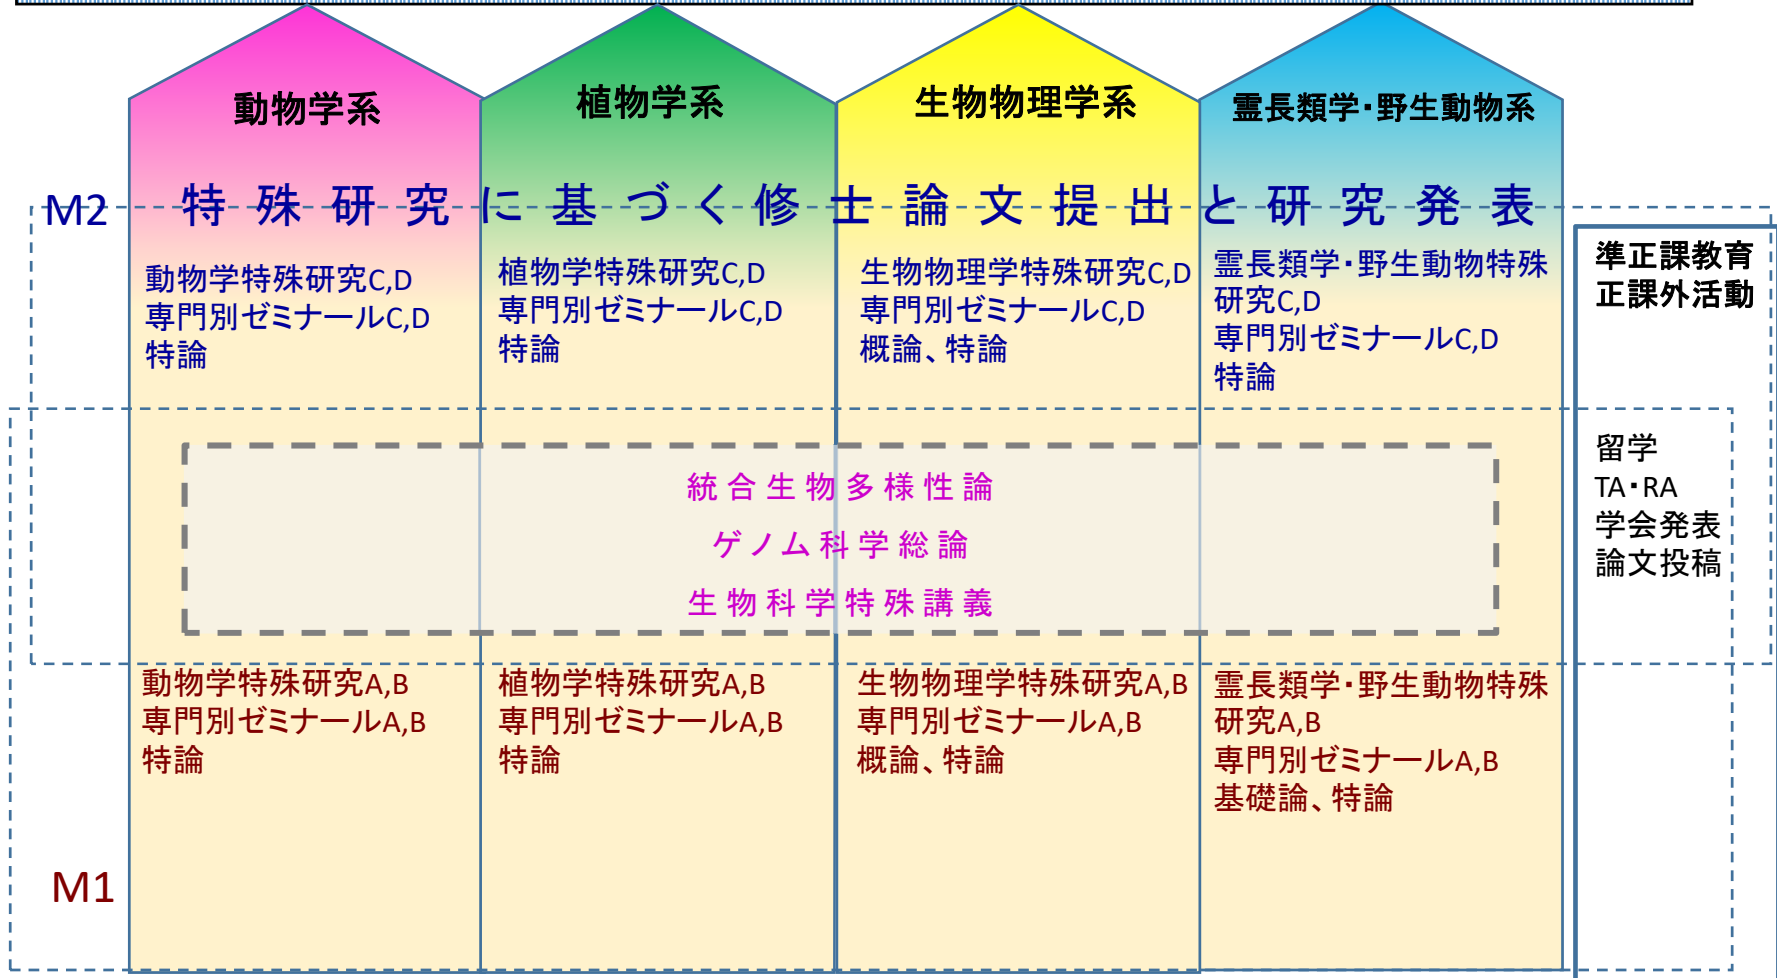 動物学系
植物学系
生物物理学系
霊長類学・野生動物系
M2
特殊研究に基づく修士論文提出と研究発表
動物学特殊研究C,D
専門別ゼミナールC,D
特論
植物学特殊研究C,D
専門別ゼミナールC,D
特論
生物物理学特殊研究C,D
専門別ゼミナールC,D
概論、特論
霊長類学・野生動物特殊
研究C,D
専門別ゼミナールC,D
特論
準正課教育
正課外活動
留学
TA・RA
学会発表
論文投稿
統合生物多様性論
ゲノム科学総論
生物科学特殊講義
動物学特殊研究A,B
専門別ゼミナールA,B
特論
植物学特殊研究A,B
専門別ゼミナールA,B
特論
生物物理学特殊研究A,B
専門別ゼミナールA,B
概論、特論
霊長類学・野生動物特殊
研究A,B
専門別ゼミナールA,B
基礎論、特論
M1